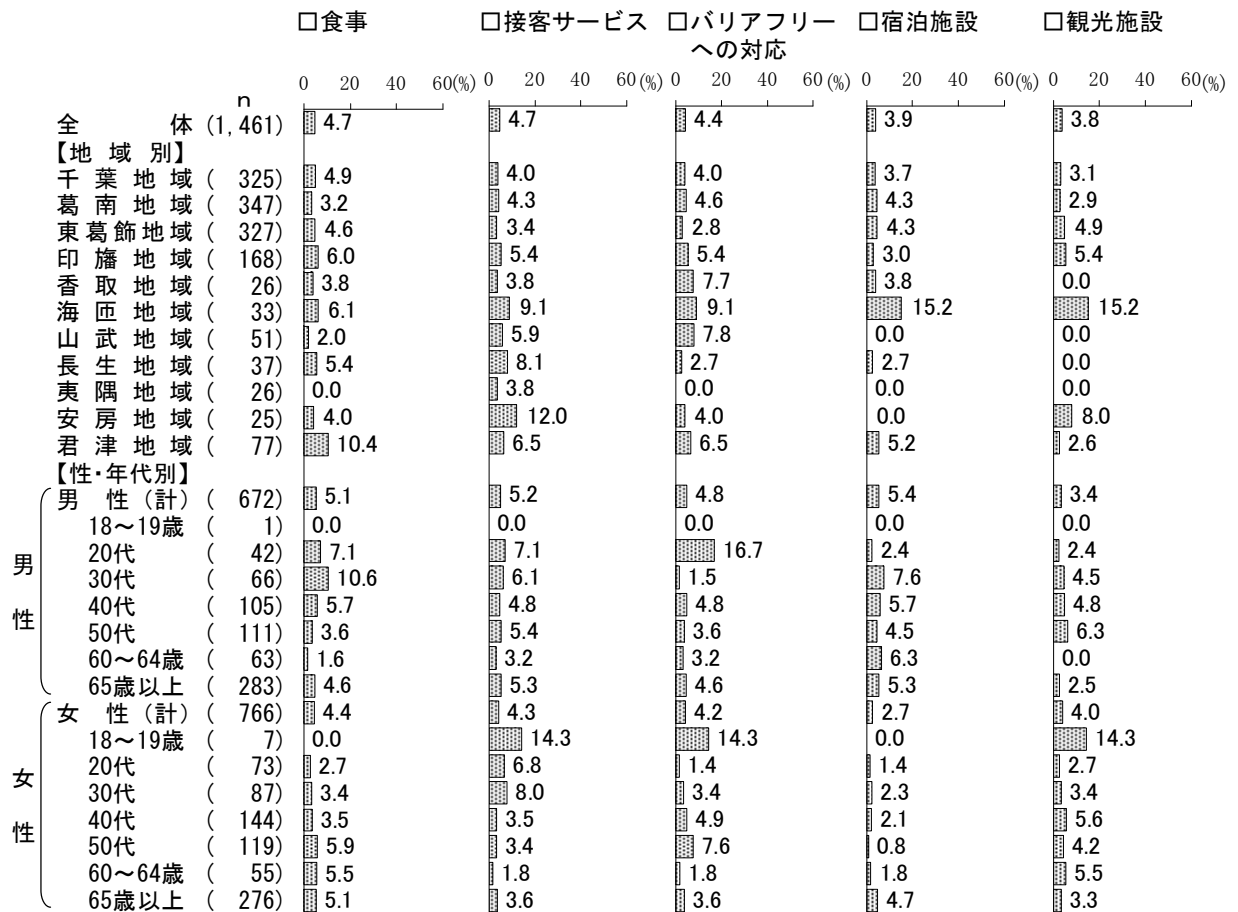 □食事 □接客サービス □バリアフリー □宿泊施設 □観光施設
への対応
0 20 40 60(%) 0 20 40 60(%) 0 20 40 60(%) 0 20 40 60(%) 0 20 40 60(%)
n
全体 (1,461) 4.7 4.7 4.4 3.9 3.8
【地域別】
千葉地域 ( 325) 4.9 4.0 4.0 3.7 3.1
葛南地域 ( 347) 3.2 4.3 4.6 4.3 2.9
東葛飾地域 ( 327) 4.6 3.4 2.8 4.3 4.9
印旛地域 ( 168) 6.0 5.4 5.4 3.0 5.4
香取地域 ( 26) 3.8 3.8 7.7 3.8 0.0
海匝地域 ( 33) 6.1 9.1 9.1 15.2 15.2
山武地域 ( 51) 2.0 5.9 7.8 0.0 0.0
長生地域 ( 37) 5.4 8.1 2.7 2.7 0.0
夷隅地域 ( 26) 0.0 3.8 0.0 0.0 0.0
安房地域 ( 25) 4.0 12.0 4.0 0.0 8.0
君津地域 ( 77) 10.4 6.5 6.5 5.2 2.6
【性・年代別】
男性(計) ( 672) 5.1 5.2 4.8 5.4 3.4
18～19歳 ( 1) 0.0 0.0 0.0 0.0 0.0
20代 ( 42) 7.1 7.1 16.7 2.4 2.4
男性
30代 ( 66) 10.6 6.1 1.5 7.6 4.5
40代 ( 105) 5.7 4.8 4.8 5.7 4.8
50代 ( 111) 3.6 5.4 3.6 4.5 6.3
60～64歳 ( 63) 1.6 3.2 3.2 6.3 0.0
65歳以上 ( 283) 4.6 5.3 4.6 5.3 2.5
女性(計) ( 766) 4.4 4.3 4.2 2.7 4.0
18～19歳 ( 7) 0.0 14.3 14.3 0.0 14.3
20代 ( 73) 2.7 6.8 1.4 1.4 2.7
女性
30代 ( 87) 3.4 8.0 3.4 2.3 3.4
40代 ( 144) 3.5 3.5 4.9 2.1 5.6
50代 ( 119) 5.9 3.4 7.6 0.8 4.2
60～64歳 ( 55) 5.5 1.8 1.8 1.8 5.5
65歳以上 ( 276) 5.1 3.6 3.6 4.7 3.3